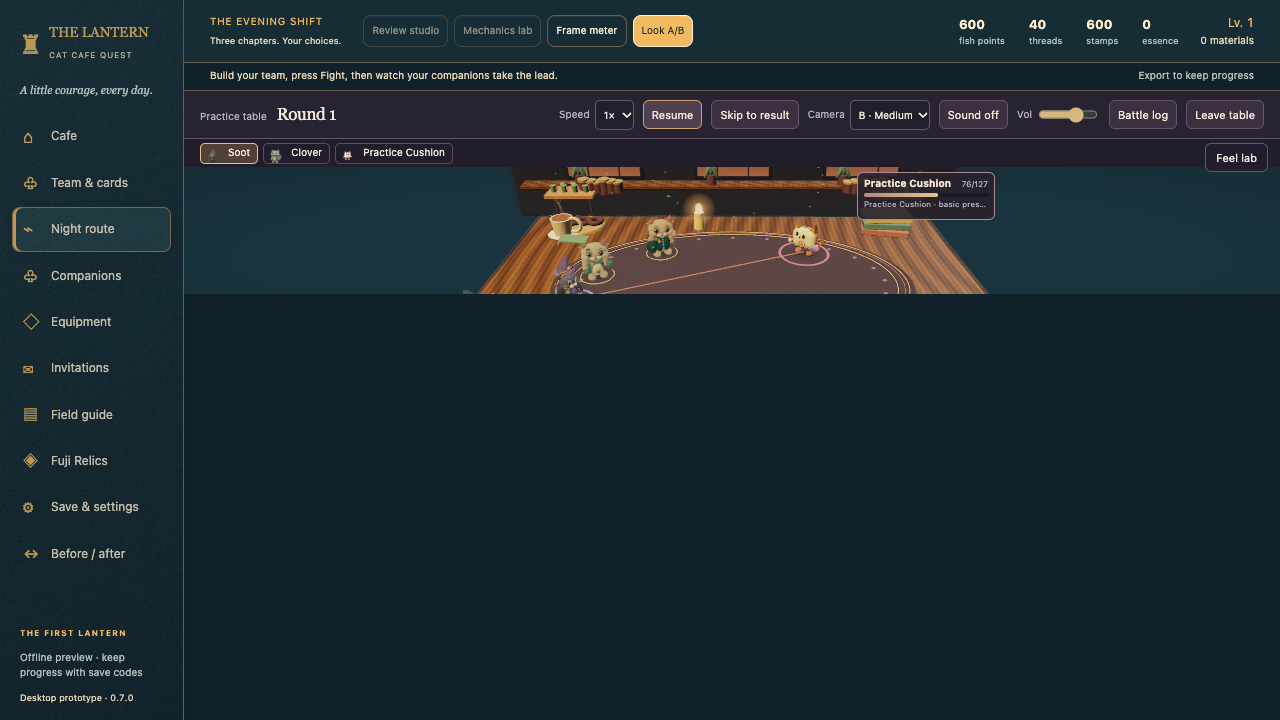 THE LANTERN
CAT CAFE QUEST
A little courage, every day.
Cafe
Team & cards
Night route
Companions
Equipment
Invitations
Field guide
Fuji Relics
Save & settings
Before / after
THE FIRST LANTERN
Offline preview · keep
progress with save codes
Desktop prototype · 0.7.0
THE EVENING SHIFT
Three chapters. Your choices.
Review studio
Mechanics lab
Frame meter
Look A/B
600
fish points
40
threads
600
stamps
0
essence
Lv. 1
0 materials
Build your team, press Fight, then watch your companions take the lead.
Export to keep progress
Practice table
Round 1
Speed
1x
Resume
Skip to result
Camera
B · Medium
Sound off
Vol
Battle log
Leave table
Soot
Clover
Practice Cushion
Feel lab
Practice Cushion
76/127
Practice Cushion · basic pres...